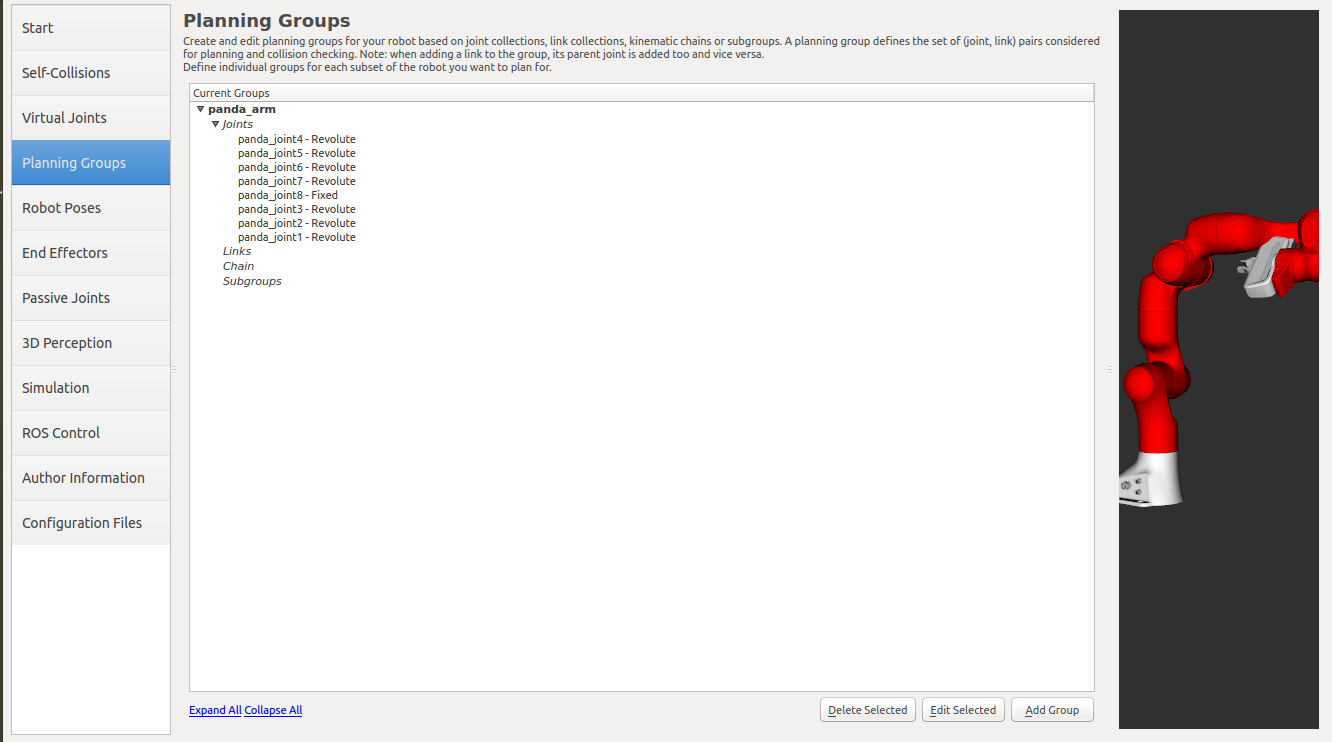 Start
Self-Collisions
Virtual Joints
Planning Groups
Robot Poses
End Effectors
Passive Joints
3D Perception
Simulation
ROS Control
Author Information
Configuration Files
Planning Groups
Create and edit planning groups for your robot based on joint collections, link collections, kinematic chains or subgroups. A planning group defines the set of (joint, link) pairs considered
for planning and collision checking. Note: when adding a link to the group, its parent joint is added too and vice versa.
Define individual groups for each subset of the robot you want to plan for.
Current Groups
panda_arm
Joints
panda_joint4 - Revolute
panda_joint5 - Revolute
panda_joint6 - Revolute
panda_joint7 - Revolute
panda_joint8 - Fixed
panda_joint3 - Revolute
panda_joint2 - Revolute
panda_joint1 - Revolute
Links
Chain
Subgroups
Expand All Collapse All
Delete Selected
Edit Selected
Add Group